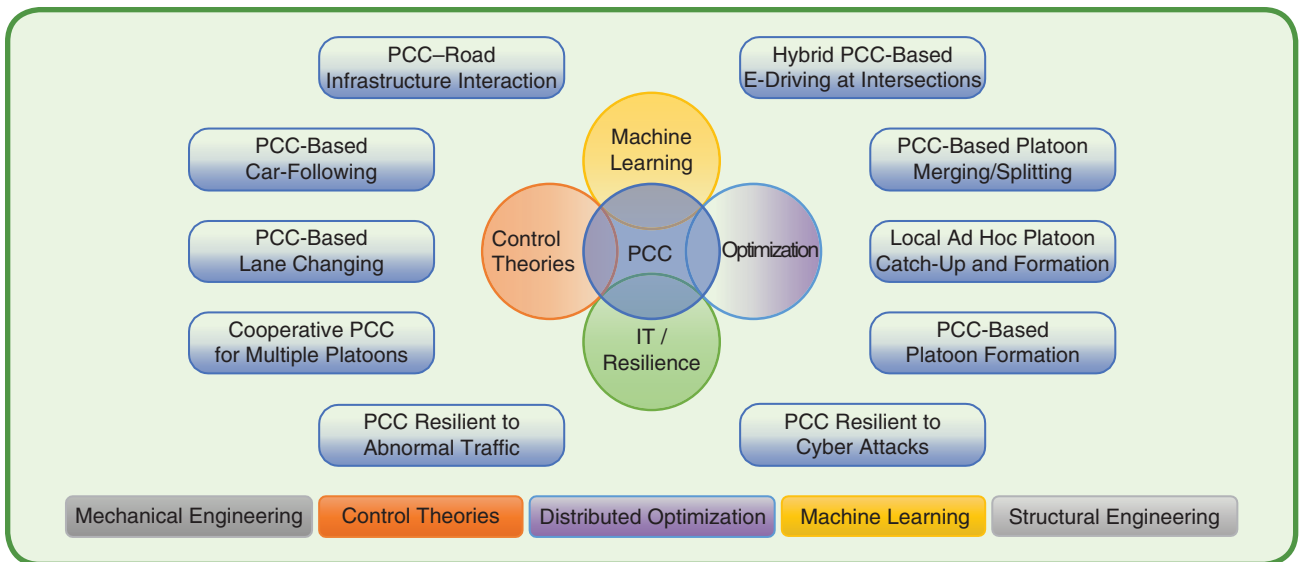 PCC–Road
Infrastructure Interaction
Hybrid PCC-Based
E-Driving at Intersections
Machine
Learning
PCC-Based
Car-Following
PCC-Based Platoon
Merging/Splitting
PCC-Based
Lane Changing
Control
Theories
PCC
Optimization
Local Ad Hoc Platoon
Catch-Up and Formation
Cooperative PCC
for Multiple Platoons
IT /
Resilience
PCC-Based
Platoon Formation
PCC Resilient to
Abnormal Traffic
PCC Resilient to
Cyber Attacks
Mechanical Engineering
Control Theories
Distributed Optimization
Machine Learning
Structural Engineering